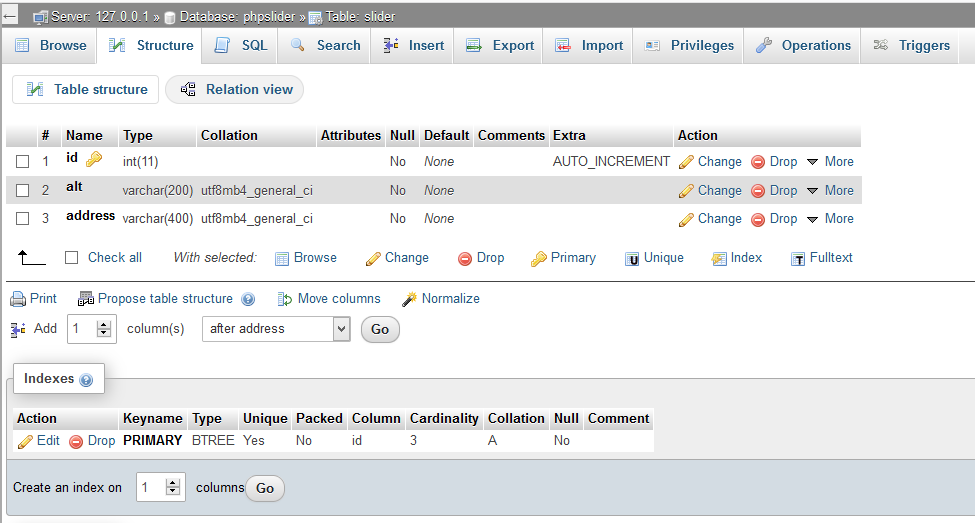 Server: 127.0.0.1 » Database: phpslider » Table: slider
Browse Structure SQL Search Insert Export Import Privileges Operations Triggers
Table structure Relation view
# Name Type Collation Attributes Null Default Comments Extra Action
1 id int(11) No None AUTO_INCREMENT Change Drop More
2 alt varchar(200) utf8mb4_general_ci No None Change Drop More
3 address varchar(400) utf8mb4_general_ci No None Change Drop More
Check all With selected: Browse Change Drop Primary Unique Index Fulltext
Print Propose table structure Move columns Normalize
Add 1 column(s) after address Go
Indexes
Action Keyname Type Unique Packed Column Cardinality Collation Null Comment
Edit Drop PRIMARY BTREE Yes No id 3 A No
Create an index on 1 columns Go